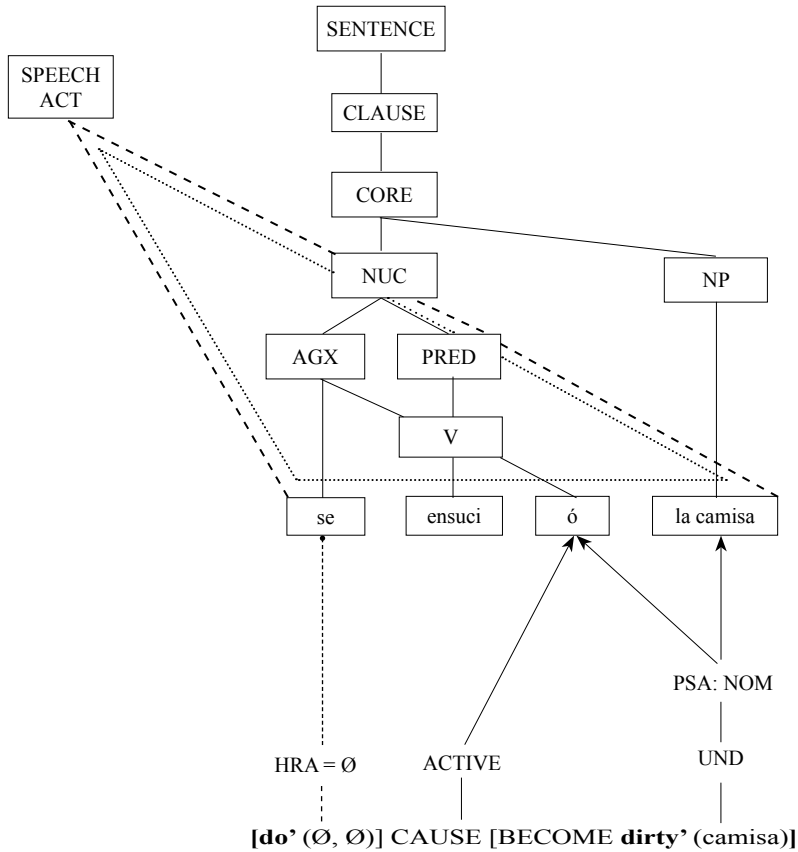 SENTENCE
SPEECH
ACT
CLAUSE
CORE
NUC
NP
AGX
PRED
V
se
ensuci
ó
la camisa
PSA: NOM
HRA = Ø
ACTIVE
UND
[do’ (Ø, Ø)] CAUSE [BECOME dirty’ (camisa)]